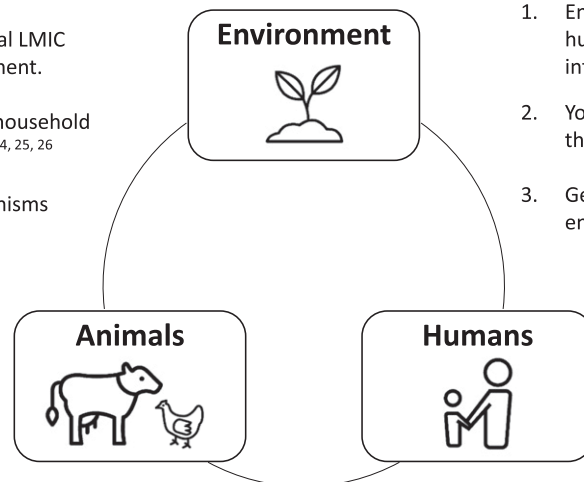 al LMIC
nent.
household
4, 25, 26
nisms
Environment
1. En
hu
int
2. Yo
th
3. Ge
en
Animals
Humans